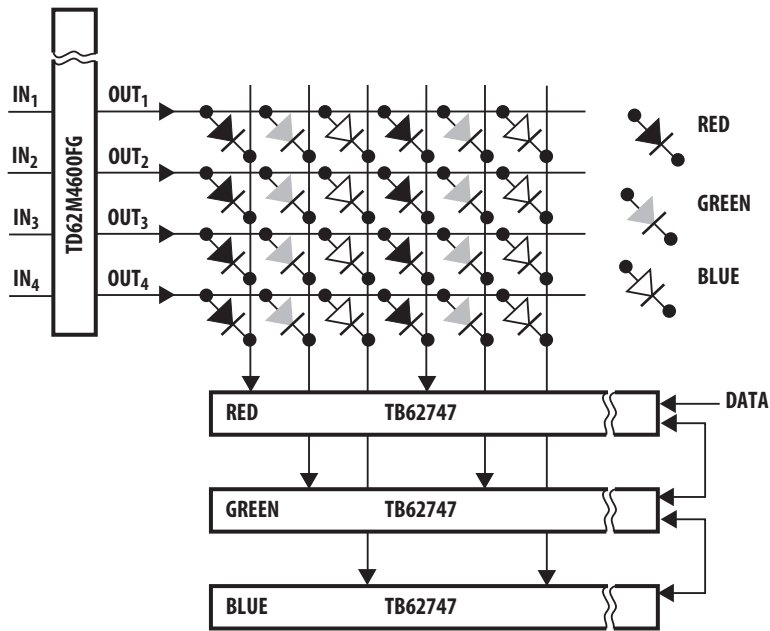 IN1 OUT1
IN2 OUT2
IN3 OUT3
IN4 OUT4
TD62M4600FG
RED
GREEN
BLUE
RED TB62747
DATA
GREEN TB62747
BLUE TB62747